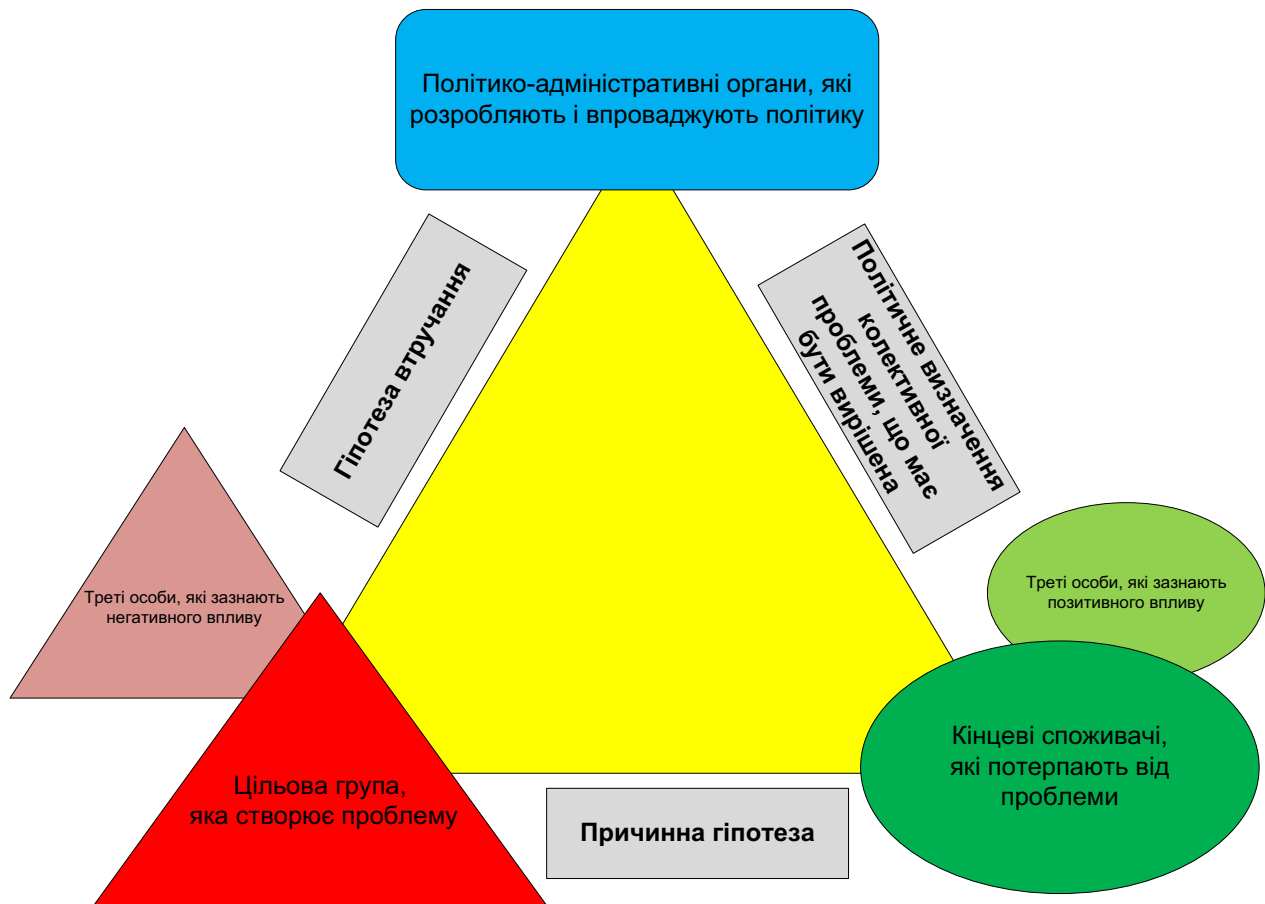 Політико-адміністративні органи, які
розробляють і впроваджують політику
Гіпотеза втручання
Політичне визначення
колективної
проблеми, що має
бути вирішена
Треті особи, які зазнають
негативного впливу
Треті особи, які зазнають
позитивного впливу
Цільова група,
яка створює проблему
Причинна гіпотеза
Кінцеві споживачі,
які потерпають від
проблеми